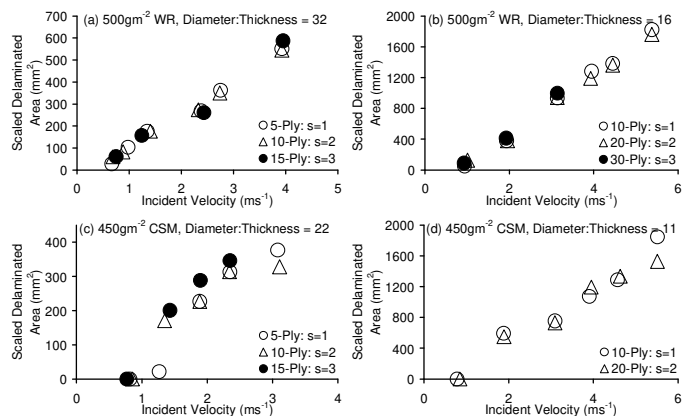 (a) 500gm-2 WR, Diameter:Thickness = 32
700
600
500
400
300
200
100
0
Scaled Delaminated
Area (mm2)
5-Ply: s=1
10-Ply: s=2
15-Ply: s=3
0 1 2 3 4 5
Incident Velocity (ms-1)
(b) 500gm-2 WR, Diameter:Thickness = 16
2000
1600
1200
800
400
0
Scaled Delaminated
Area (mm2)
10-Ply: s=1
20-Ply: s=2
30-Ply: s=3
0 2 4 6 8
Incident Velocity (ms-1)
(c) 450gm-2 CSM, Diameter:Thickness = 22
400
300
200
100
0
Scaled Delaminated
Area (mm2)
5-Ply: s=1
10-Ply: s=2
15-Ply: s=3
0 1 2 3 4
Incident Velocity (ms-1)
(d) 450gm-2 CSM, Diameter:Thickness = 11
2000
1600
1200
800
400
0
Scaled Delaminated
Area (mm2)
10-Ply: s=1
20-Ply: s=2
0 2 4 6
Incident Velocity (ms-1)